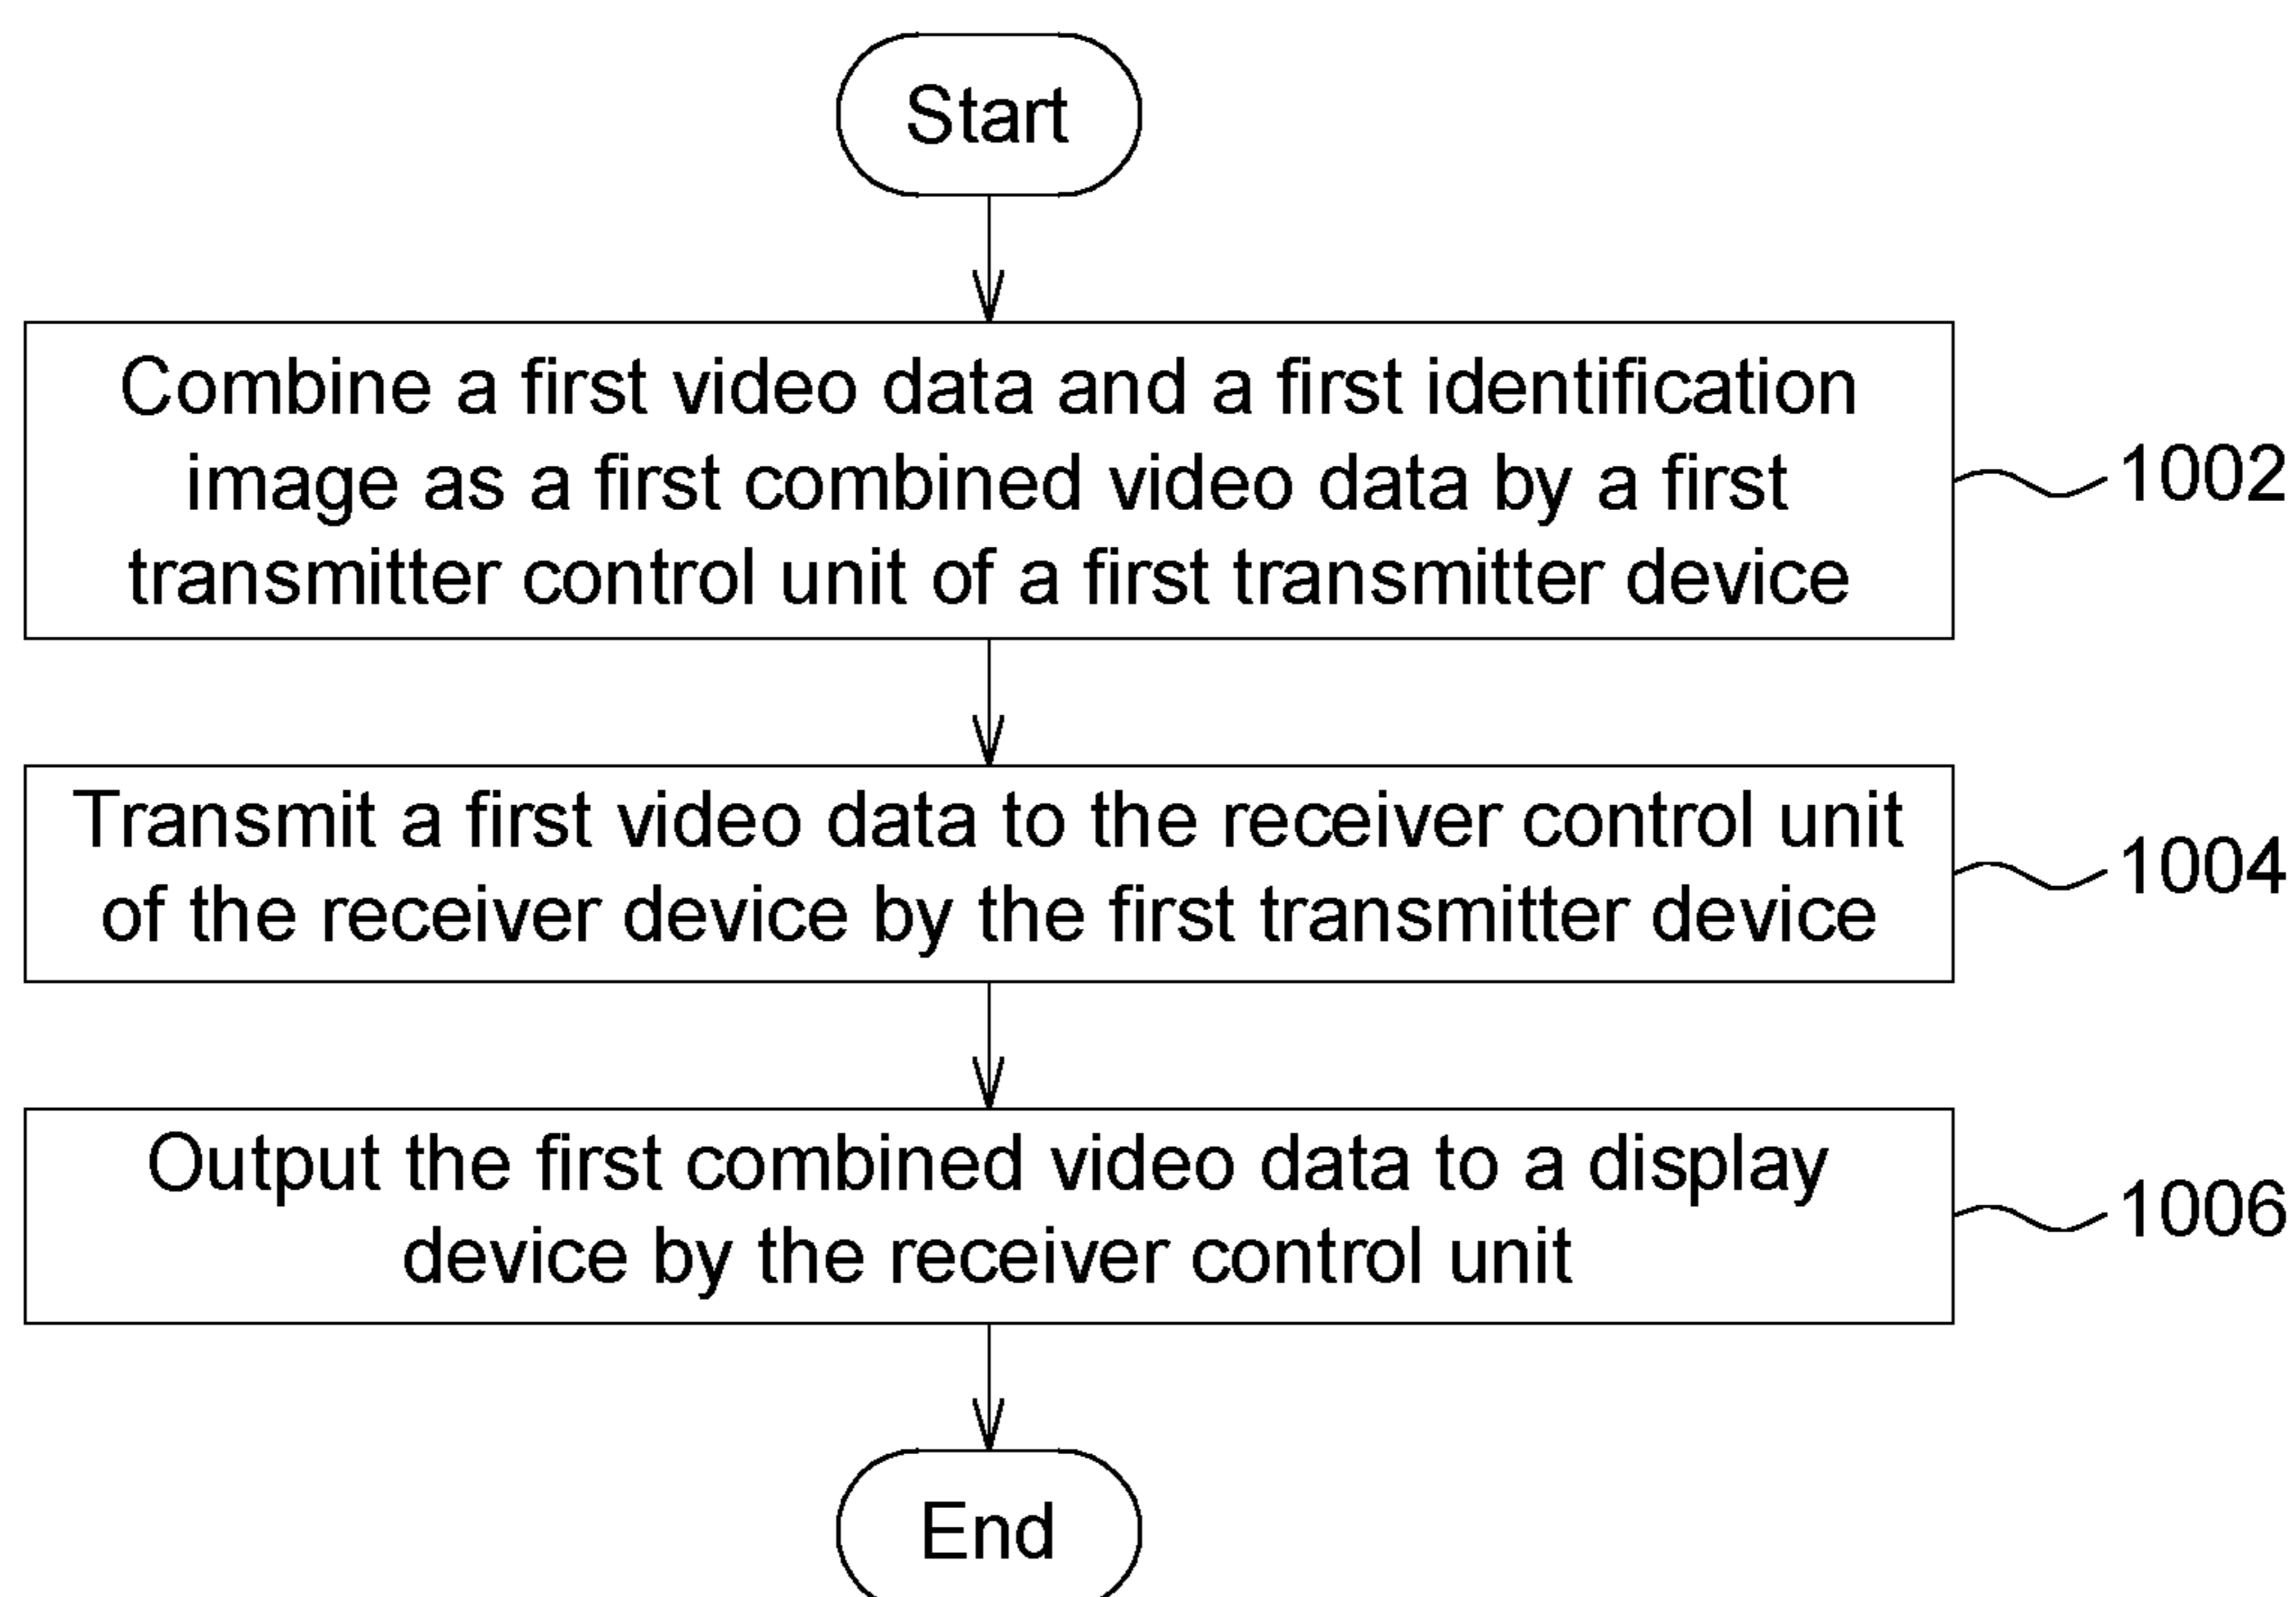 Start
Combine a first video data and a first identification
image as a first combined video data by a first
transmitter control unit of a first transmitter device
1002
Transmit a first video data to the receiver control unit
of the receiver device by the first transmitter device
1004
Output the first combined video data to a display
device by the receiver control unit
1006
End